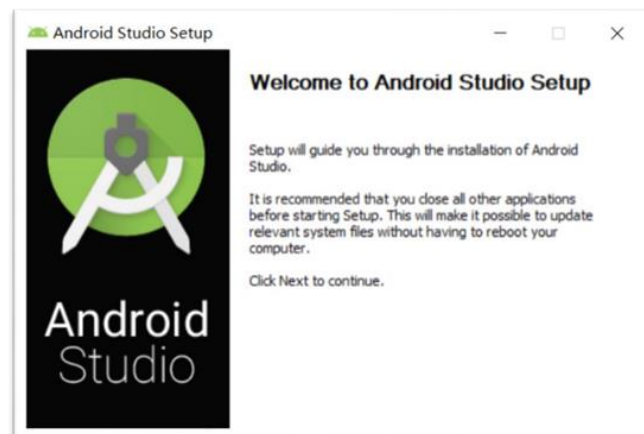 Android Studio Setup
Welcome to Android Studio Setup
Setup will guide you through the installation of Android
Studio.
It is recommended that you close all other applications
before starting Setup. This will make it possible to update
relevant system files without having to reboot your
computer.
Click Next to continue.
Android
Studio